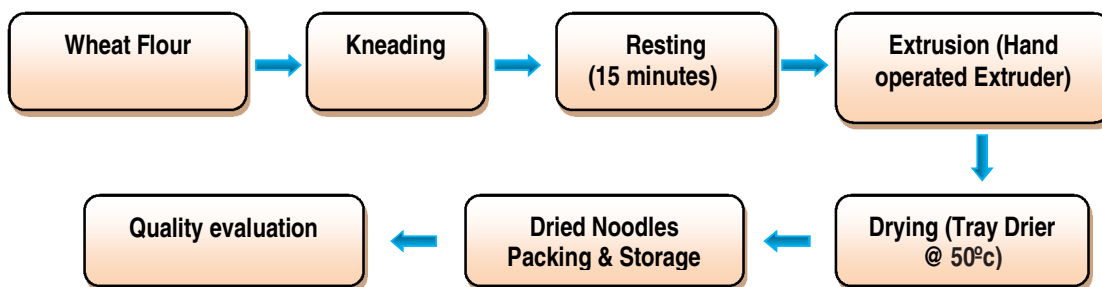 Wheat Flour
Kneading
Resting
(15 minutes)
Extrusion (Hand
operated Extruder)
Drying (Tray Drier
@ 50ºc)
Dried Noodles
Packing & Storage
Quality evaluation